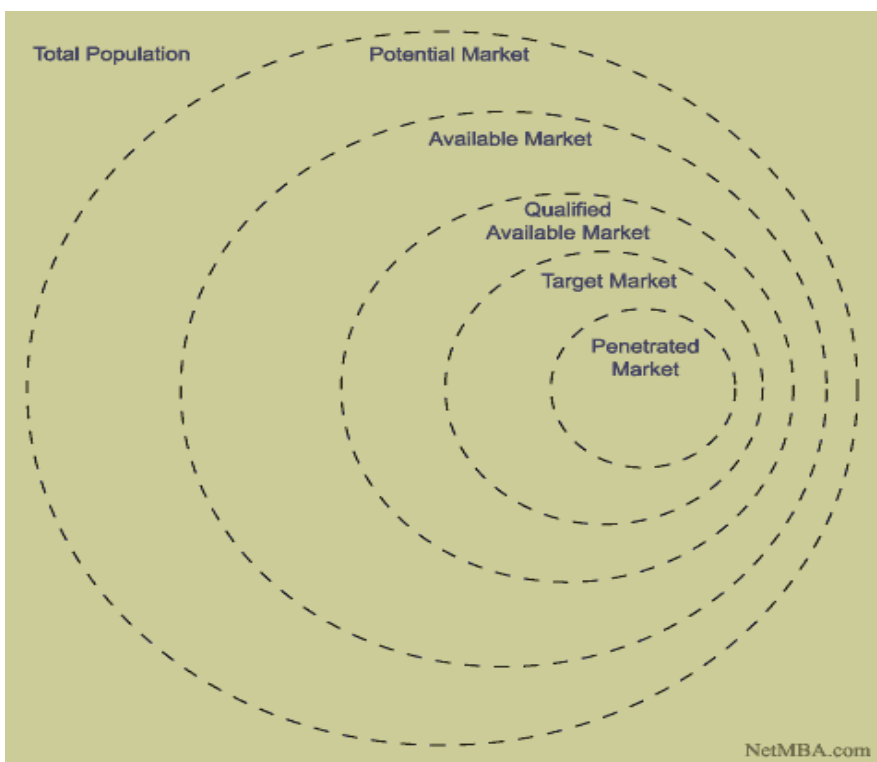 Total Population
Potential Market
Available Market
Qualified
Available Market
Target Market
Penetrated
Market
NetMBA.com